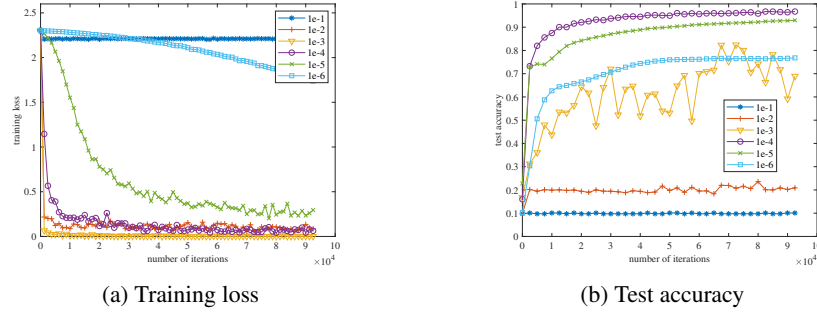 2.5
2
1.5
1
0.5
0
training loss
0 1 2 3 4 5 6 7 8 9 10
number of iterations
×10⁴
1e-1
1e-2
1e-3
1e-4
1e-5
1e-6
(a) Training loss
1
0.9
0.8
0.7
0.6
0.5
0.4
0.3
0.2
0.1
0
test accuracy
0 1 2 3 4 5 6 7 8 9 10
number of iterations
×10⁴
1e-1
1e-2
1e-3
1e-4
1e-5
1e-6
(b) Test accuracy